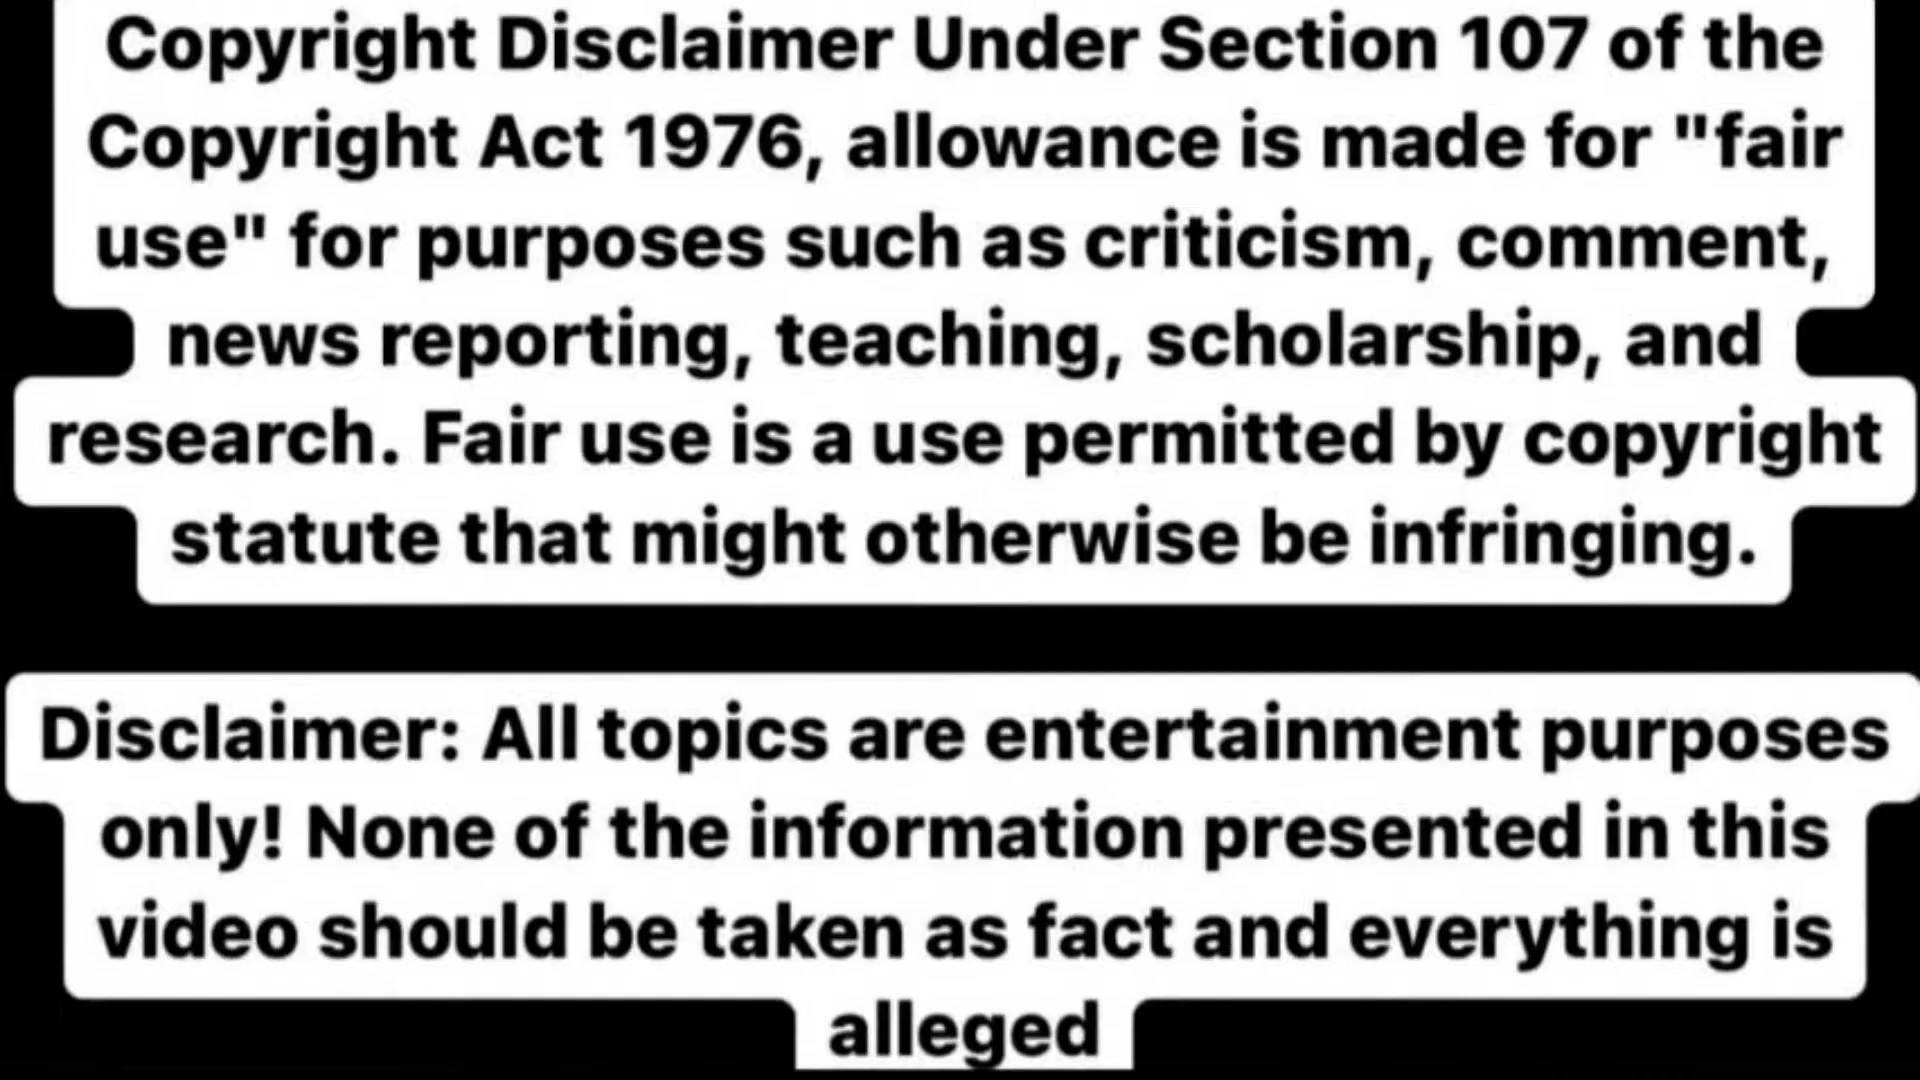 Copyright Disclaimer Under Section 107 of the
Copyright Act 1976, allowance is made for "fair
use" for purposes such as criticism, comment,
news reporting, teaching, scholarship, and
research. Fair use is a use permitted by copyright
statute that might otherwise be infringing.
Disclaimer: All topics are entertainment purposes
only! None of the information presented in this
video should be taken as fact and everything is
alleged